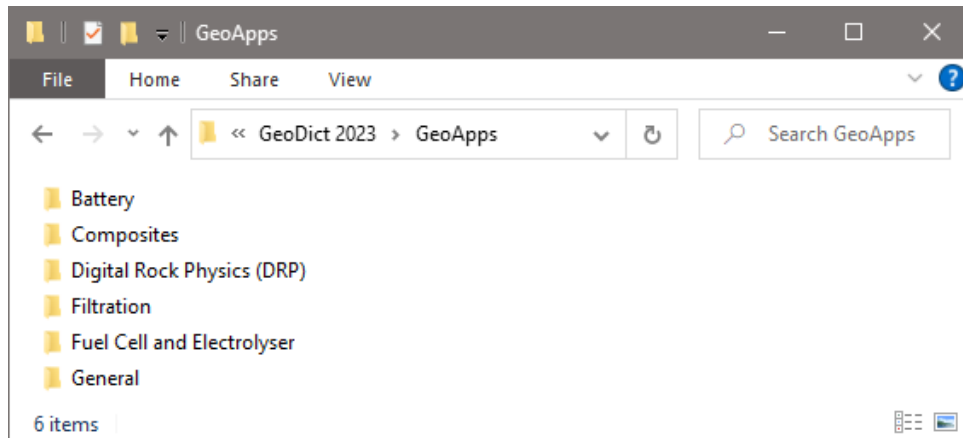 GeoApps
File Home Share View
« GeoDict 2023 > GeoApps Search GeoApps
Battery
Composites
Digital Rock Physics (DRP)
Filtration
Fuel Cell and Electrolyser
General
6 items